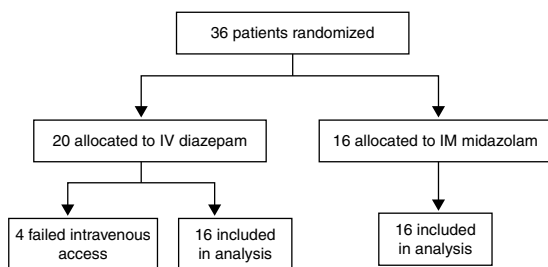 36 patients randomized
20 allocated to IV diazepam
16 allocated to IM midazolam
4 failed intravenous
access
16 included
in analysis
16 included
in analysis